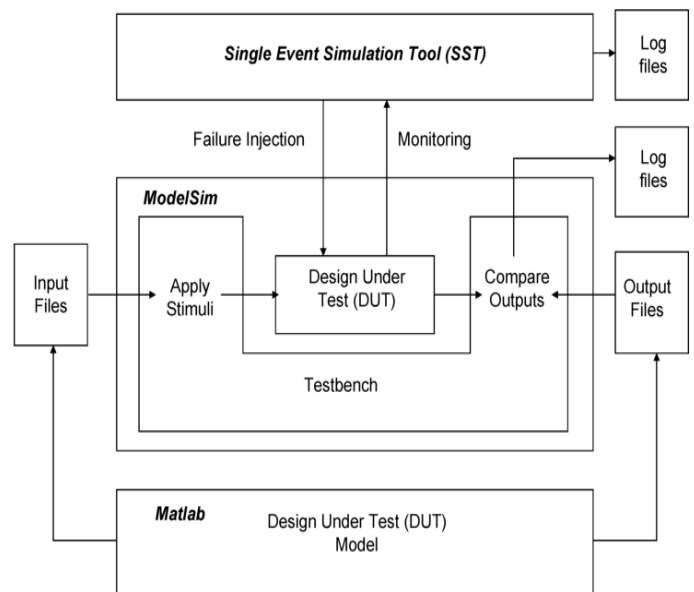 Single Event Simulation Tool (SST)
Log
files
Failure Injection
Monitoring
Log
files
ModelSim
Input
Files
Apply
Stimuli
Design Under
Test (DUT)
Compare
Outputs
Output
Files
Testbench
Matlab
Design Under Test (DUT)
Model